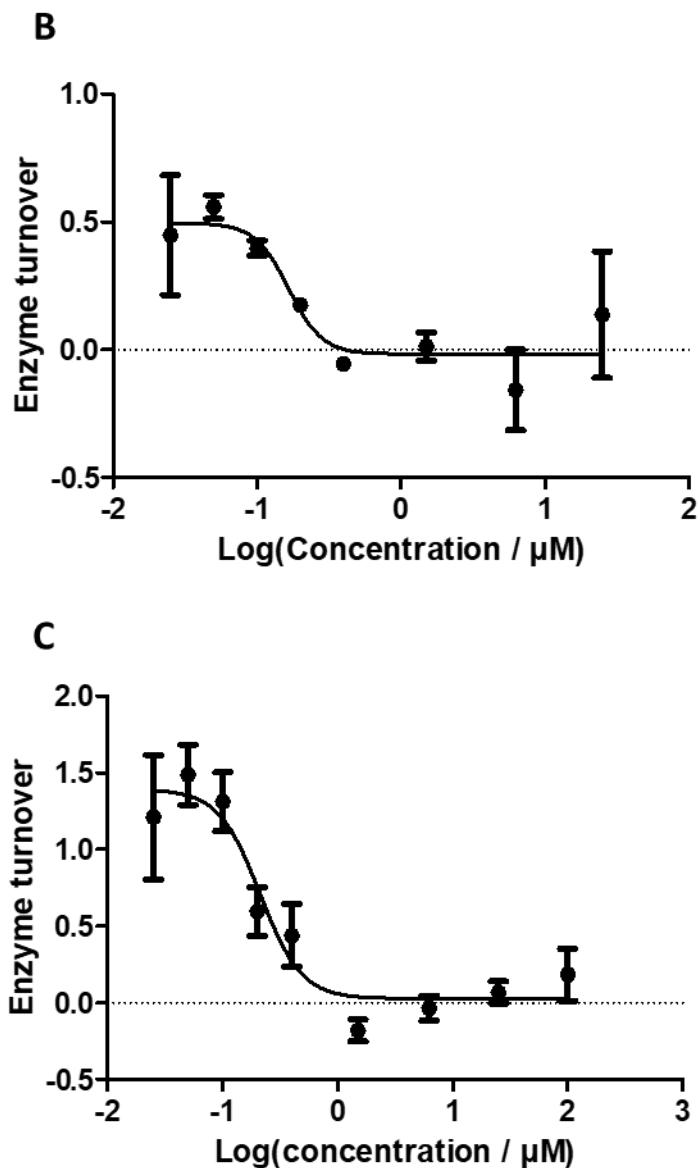 B
1.0
0.5
0.0
-0.5
Enzyme turnover
-2 -1 0 1 2
Log(Concentration / µM)
C
2.0
1.5
1.0
0.5
0.0
-0.5
Enzyme turnover
-2 -1 0 1 2 3
Log(concentration / µM)